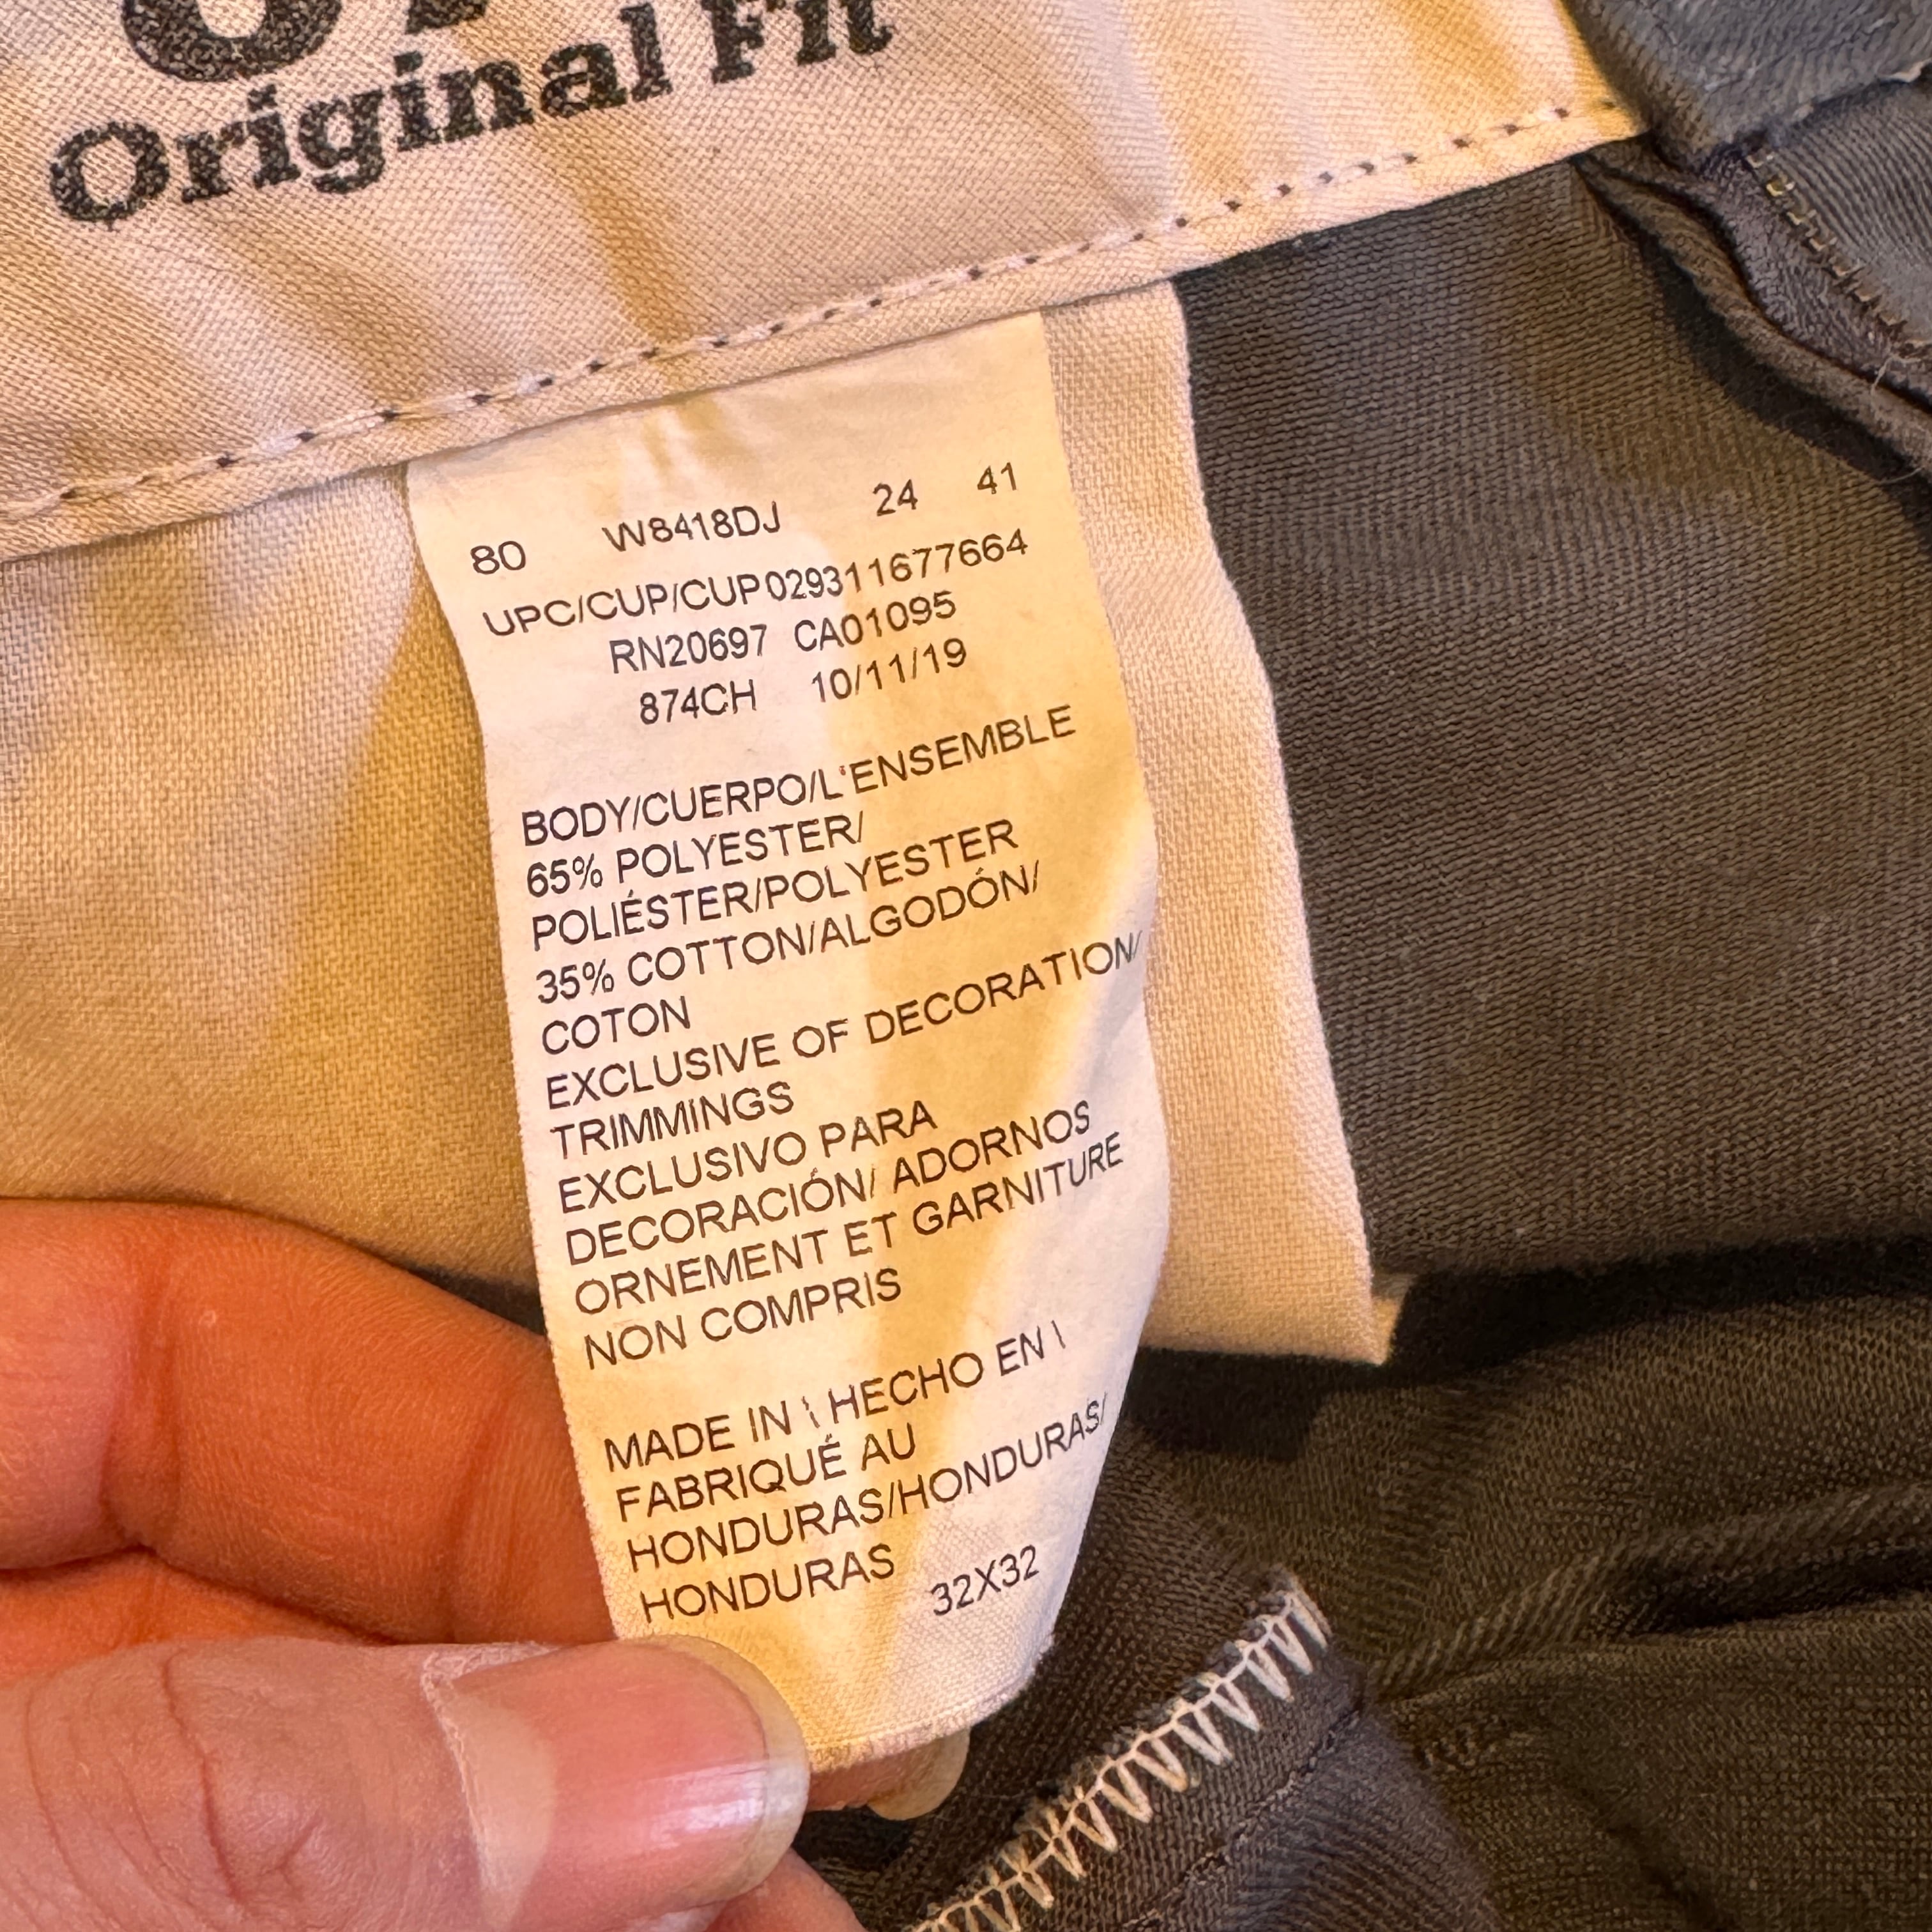 Original Fit
80 W8418DJ 24 41
UPC/CUP/CUP 029311677664
RN20697 CA01095
874CH 10/11/19
BODY/CUERPO/L'ENSEMBLE
65% POLYESTER/
POLIÉSTER/POLYESTER
35% COTTON/ALGODÓN/
COTON
EXCLUSIVE OF DECORATION/
TRIMMINGS
EXCLUSIVO PARA
DECORACIÓN/ ADORNOS
ORNEMENT ET GARNITURE
NON COMPRIS
MADE IN \ HECHO EN \
FABRIQUÉ AU
HONDURAS/HONDURAS/
HONDURAS 32X32